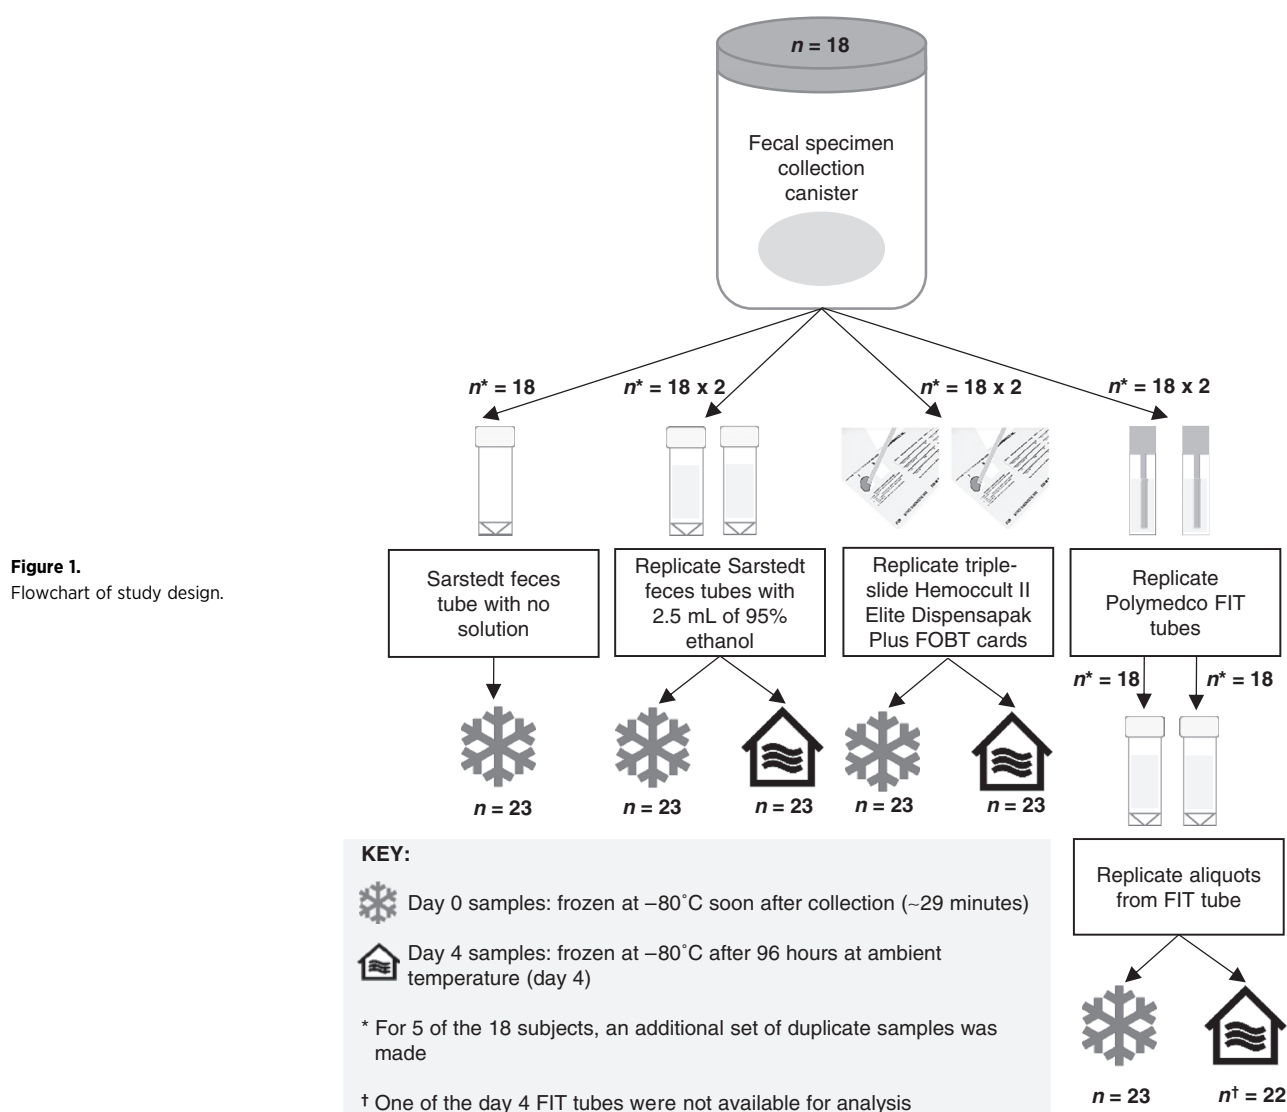 n = 18
Fecal specimen
collection
canister
n* = 18
n* = 18 x 2
n* = 18 x 2
n* = 18 x 2
Figure 1.
Flowchart of study design.
Sarstedt feces
tube with no
solution
Replicate Sarstedt
feces tubes with
2.5 mL of 95%
ethanol
Replicate triple-
slide Hemoccult II
Elite Dispensapak
Plus FOBT cards
Replicate
Polymedco FIT
tubes
n* = 18
n* = 18
n = 23
n = 23
n = 23
n = 23
n = 23
Replicate aliquots
from FIT tube
n = 23
n† = 22
KEY:
Day 0 samples: frozen at –80˚C soon after collection (~29 minutes)
Day 4 samples: frozen at –80˚C after 96 hours at ambient
temperature (day 4)
* For 5 of the 18 subjects, an additional set of duplicate samples was
made
† One of the day 4 FIT tubes were not available for analysis